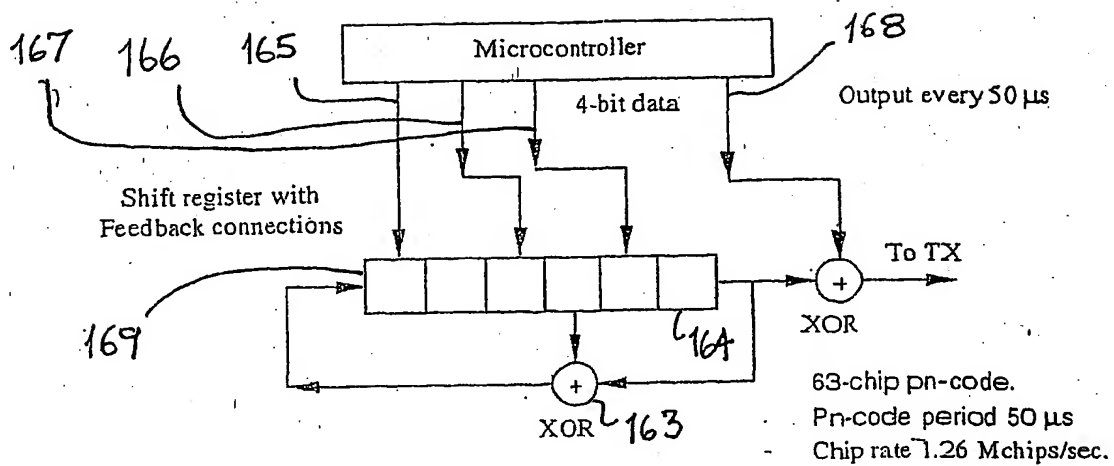 167
166
165
Microcontroller
168
4-bit data
Output every 50 µs
Shift register with
Feedback connections
To TX
XOR
169
164
XOR
163
63-chip pn-code.
Pn-code period 50 µs
- Chip rate 1.26 Mchips/sec.